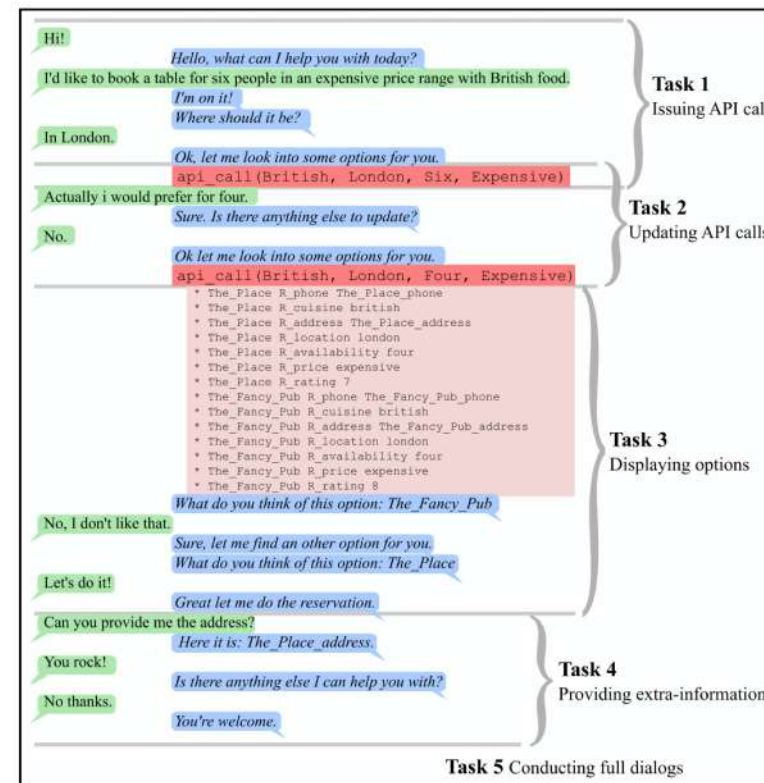 Hi!
Hello, what can I help you with today?
I'd like to book a table for six people in an expensive price range with British food.
I'm on it!
Where should it be?
In London.
Ok, let me look into some options for you.
api_call(British, London, Six, Expensive)
Task 1
Issuing API call
Actually i would prefer for four.
Sure. Is there anything else to update?
No.
Ok let me look into some options for you.
api_call(British, London, Four, Expensive)
Task 2
Updating API calls
* The_Place R_phone The_Place_phone
* The_Place R_cuisine british
* The_Place R_address The_Place_address
* The_Place R_location london
* The_Place R_availability four
* The_Place R_price expensive
* The_Place R_rating 7
* The_Fancy_Pub R_phone The_Fancy_Pub_phone
* The_Fancy_Pub R_cuisine british
* The_Fancy_Pub R_address The_Fancy_Pub_address
* The_Fancy_Pub R_location london
* The_Fancy_Pub R_availability four
* The_Fancy_Pub R_price expensive
* The_Fancy_Pub R_rating 8
What do you think of this option: The_Fancy_Pub
No, I don't like that.
Sure, let me find an other option for you.
What do you think of this option: The_Place
Let's do it!
Great let me do the reservation.
Task 3
Displaying options
Can you provide me the address?
Here it is: The_Place_address.
You rock!
Is there anything else I can help you with?
No thanks.
You're welcome.
Task 4
Providing extra-information
Task 5 Conducting full dialogs